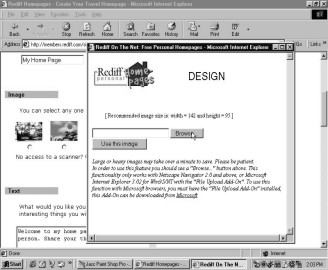 Rediff Homepages - Create Your Travel Homepage - Microsoft Internet Explorer
File Edit View Favorites Tools Help
Back Stop Refresh Home Search Favorites History Mail Print Edit
Address http://members.rediff.com/
Go Links »
My Home Page
Image
You can select any one
No access to a scanner?
Text
What would you like you
interesting things you w
Welcome to my home pa
person. Share your ti
Rediff On The Net Free Personal Homepages - Microsoft Internet Explorer
Rediff Home Pages
DESIGN
[Recommended image size is: width = 142 and height = 95]
Browse...
Use this image
Large or heavy images may take over a minute to save. Please be patient.
In order to use this feature you should see a "Browse..." button above. This
functionality only works with Netscape Navigator 2.0 and above, or Microsoft
Internet Explorer 3.02 for Win95/NT with the "File Upload Add-On". To use this
function with Microsoft browsers, you must have the "File Upload Add-On" installed,
this Add-On can be downloaded from Microsoft
Done
Internet
Start
Jasc Paint Shop Pro -
Rediff Homepages -
Rediff On The N...
2:01 PM